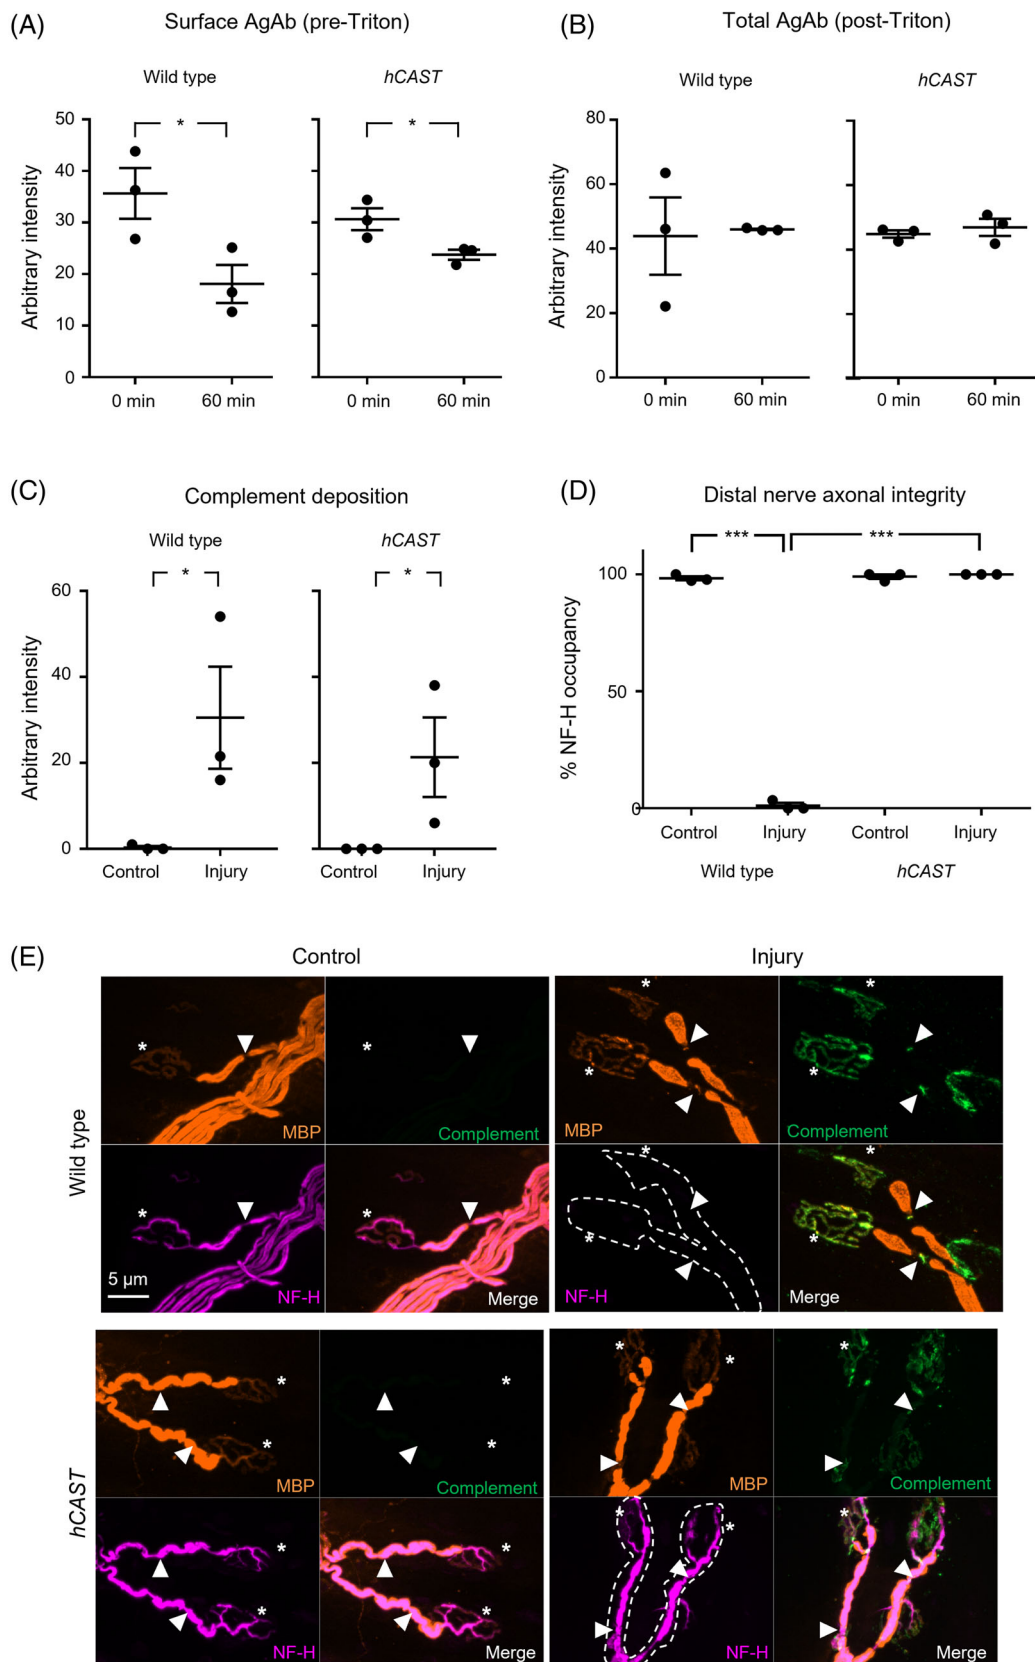 (A) Surface AgAb (pre-Triton)
Wild type hCAST
Arbitrary intensity
50
40
30
20
10
0
*
*
0 min 60 min 0 min 60 min
(B) Total AgAb (post-Triton)
Wild type hCAST
Arbitrary intensity
80
60
40
20
0
0 min 60 min 0 min 60 min
(C) Complement deposition
Wild type hCAST
Arbitrary intensity
60
40
20
0
*
*
Control Injury Control Injury
(D) Distal nerve axonal integrity
% NF-H occupancy
100
50
0
***
***
Control Injury Control Injury
Wild type hCAST
(E) Control Injury
Wild type
* * * *
* *
MBP Complement MBP Complement
* * * *
* *
5 µm
NF-H Merge NF-H Merge
hCAST
* * * * *
* *
MBP Complement MBP Complement
* * * * *
* *
NF-H Merge NF-H Merge